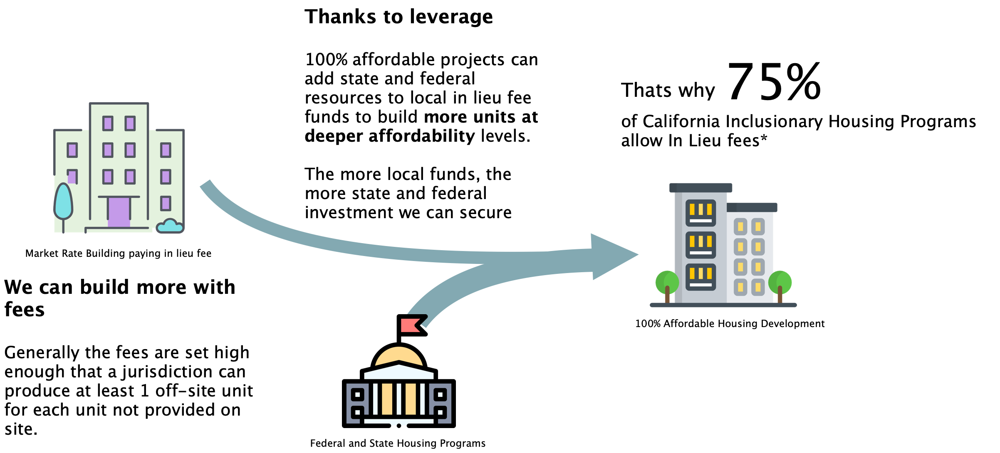 Thanks to leverage
100% affordable projects can
add state and federal
resources to local in lieu fee
funds to build more units at
deeper affordability levels.
The more local funds, the
more state and federal
investment we can secure
Thats why 75%
of California Inclusionary Housing Programs
allow In Lieu fees*
Market Rate Building paying in lieu fee
We can build more with
fees
Generally the fees are set high
enough that a jurisdiction can
produce at least 1 off-site unit
for each unit not provided on
site.
100% Affordable Housing Development
Federal and State Housing Programs